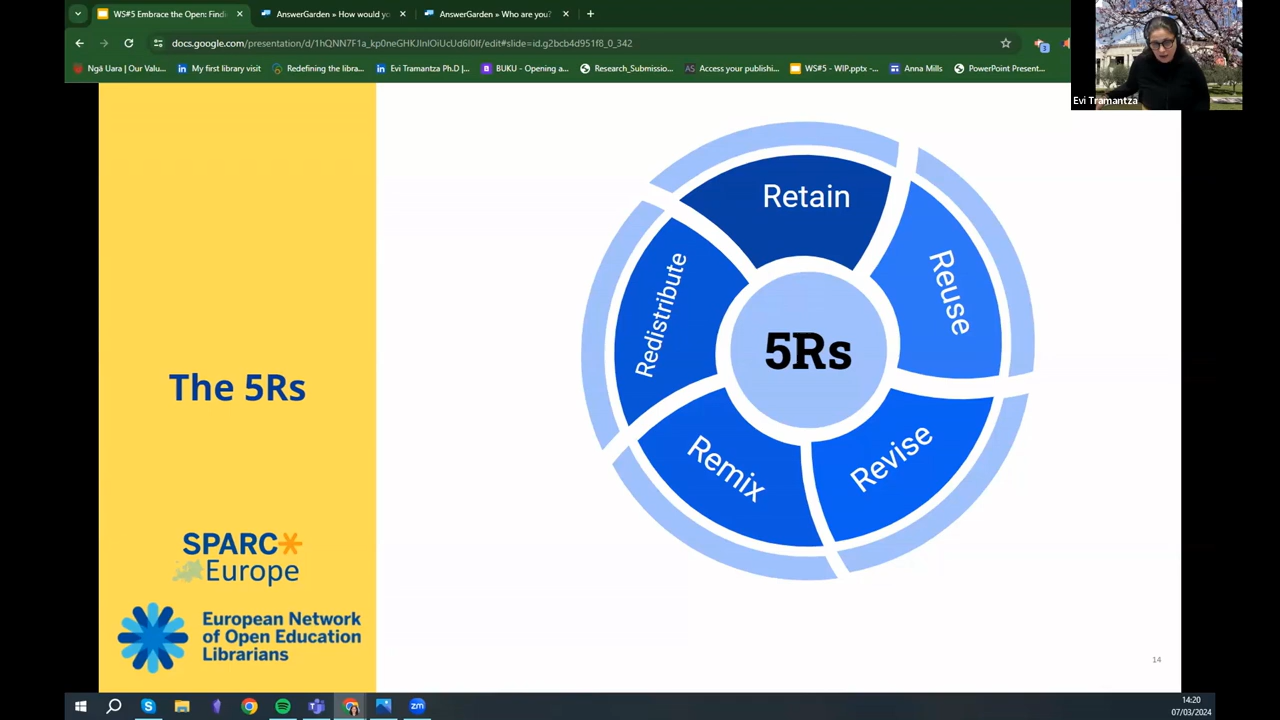 WS#5 Embrace the Open: Findi
AnswerGarden » How would yo
AnswerGarden » Who are you?
docs.google.com/presentation/d/1hQNN7F1a_kp0neGHKJInIOiUcUd6I0If/edit#slide=id.g2bcb4d951f8_0_342
Ngā Uara | Our Valu...
My first library visit
Redefining the libra...
Evi Tramantza Ph.D |...
BUKU - Opening a...
Research_Submissio...
Access your publishi...
WS#5 - WIP.pptx -...
Anna Mills
PowerPoint Present...
Evi Tramantza
The 5Rs
SPARC
Europe
European Network
of Open Education
Librarians
Retain
Reuse
Revise
Remix
Redistribute
5Rs
14
14:20
07/03/2024
zm
3